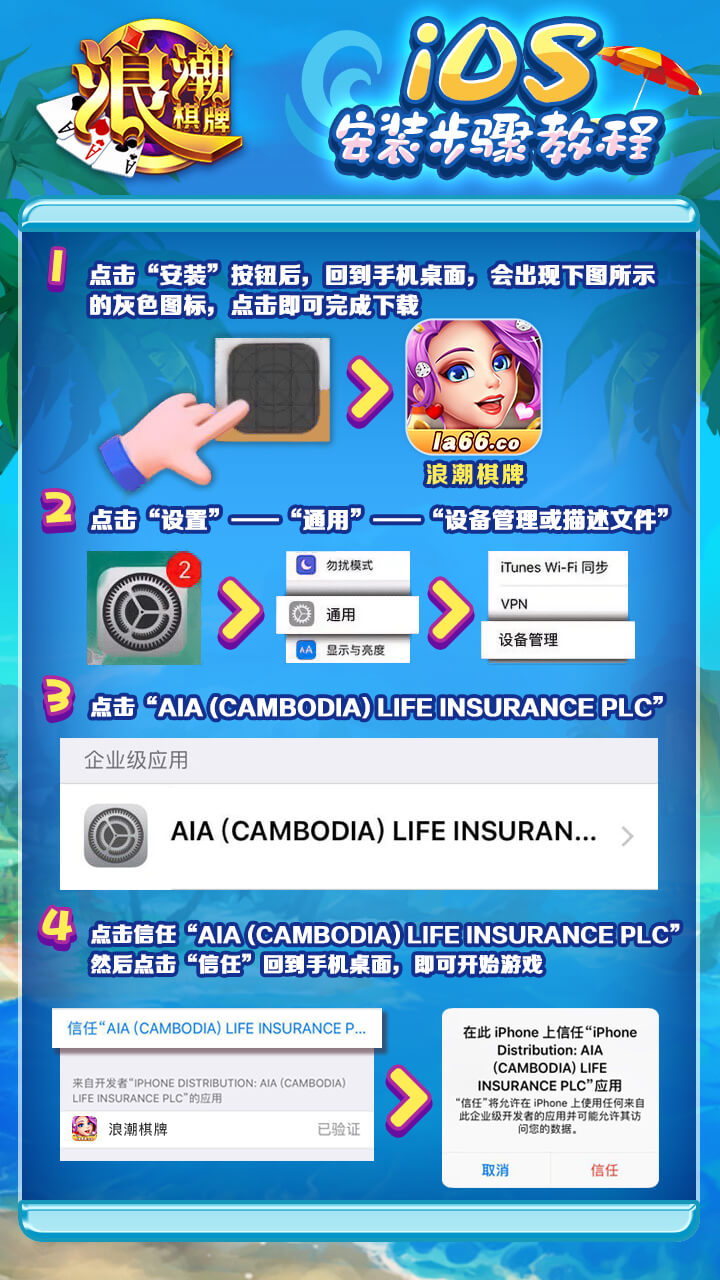 浪潮
棋牌
iOS
安装步骤教程
1
点击“安装”按钮后，回到手机桌面，会出现下图所示
的灰色图标，点击即可完成下载
la66.co
浪潮棋牌
2
点击“设置”——“通用”——“设备管理或描述文件”
2
勿扰模式
通用
AA 显示与亮度
iTunes Wi-Fi 同步
VPN
设备管理
3
点击“AIA (CAMBODIA) LIFE INSURANCE PLC”
企业级应用
AIA (CAMBODIA) LIFE INSURAN...
4
点击信任“AIA (CAMBODIA) LIFE INSURANCE PLC”
然后点击“信任”回到手机桌面，即可开始游戏
信任“AIA (CAMBODIA) LIFE INSURANCE P...
来自开发者“IPHONE DISTRIBUTION: AIA (CAMBODIA)
LIFE INSURANCE PLC”的应用
浪潮棋牌 已验证
在此 iPhone 上信任“iPhone
Distribution: AIA
(CAMBODIA) LIFE
INSURANCE PLC”应用
“信任”将允许在 iPhone 上使用任何来自
此企业级开发者的应用并可能允许其访
问您的数据。
取消 信任